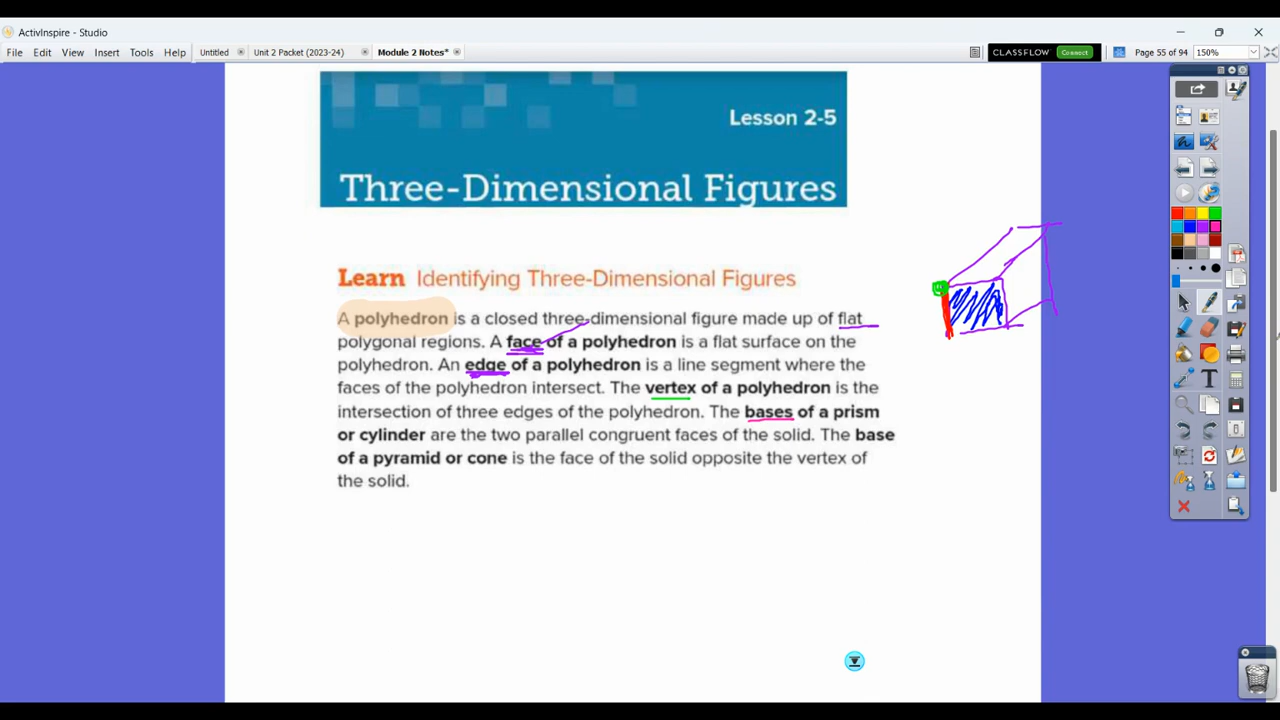 ActivInspire - Studio
File Edit View Insert Tools Help
Untitled
Unit 2 Packet (2023-24)
Module 2 Notes*
CLASSFLOW Connect
Page 55 of 94
150%
Lesson 2-5
Three-Dimensional Figures
Learn Identifying Three-Dimensional Figures
A polyhedron is a closed three-dimensional figure made up of flat
polygonal regions. A face of a polyhedron is a flat surface on the
polyhedron. An edge of a polyhedron is a line segment where the
faces of the polyhedron intersect. The vertex of a polyhedron is the
intersection of three edges of the polyhedron. The bases of a prism
or cylinder are the two parallel congruent faces of the solid. The base
of a pyramid or cone is the face of the solid opposite the vertex of
the solid.